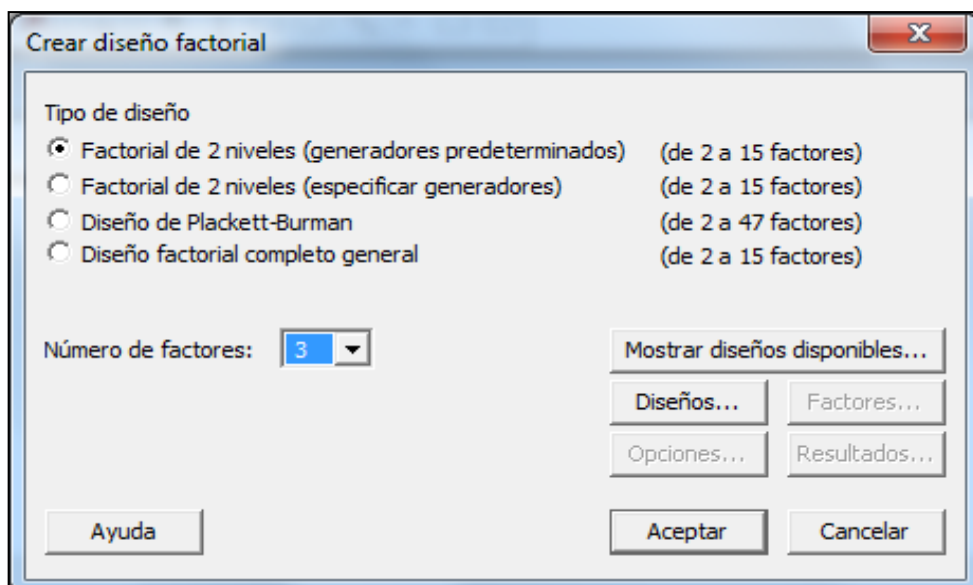 Crear diseño factorial
Tipo de diseño
Factorial de 2 niveles (generadores predeterminados) (de 2 a 15 factores)
Factorial de 2 niveles (especificar generadores) (de 2 a 15 factores)
Diseño de Plackett-Burman (de 2 a 47 factores)
Diseño factorial completo general (de 2 a 15 factores)
Número de factores: 3 Mostrar diseños disponibles...
Diseños... Factores...
Opciones... Resultados...
Ayuda Aceptar Cancelar